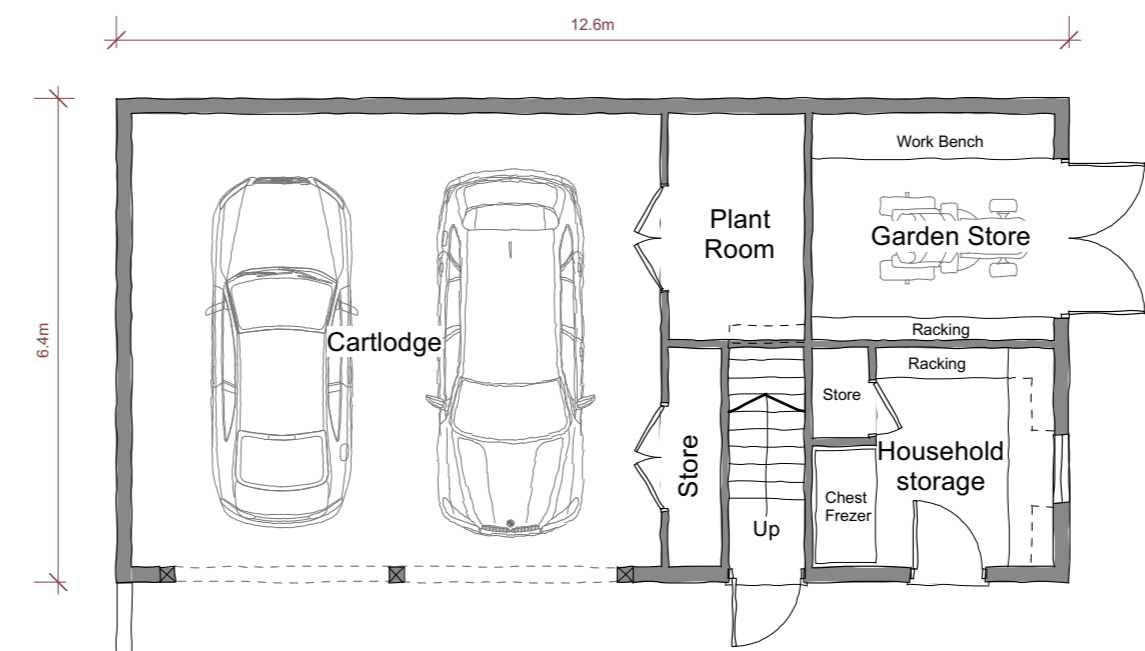 12.6m
6.4m
Work Bench
Plant
Room
Garden Store
Racking
Cartlodge
Racking
Store
Store
Household
storage
Chest
Frezer
Up